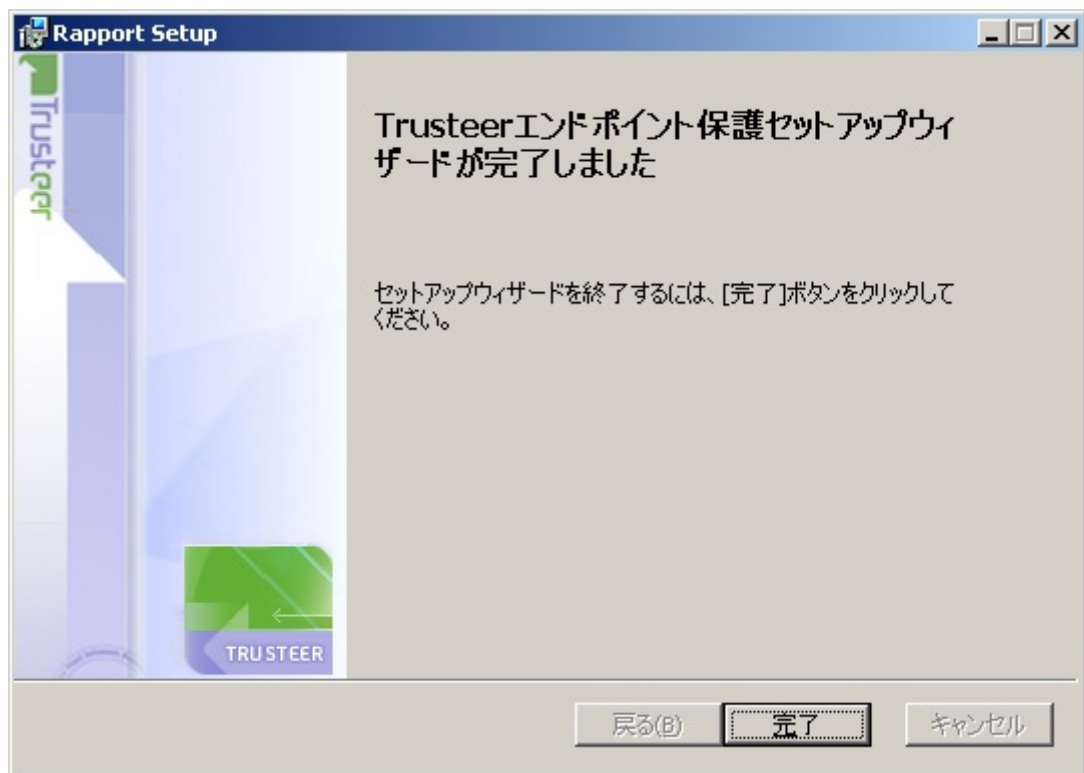 Rapport Setup
Trusteer
Trusteerエンドポイント保護セットアップウィ
ザードが完了しました
セットアップウィザードを終了するには、[完了]ボタンをクリックして
ください。
TRUSTEER
戻る(B)
完了
キャンセル